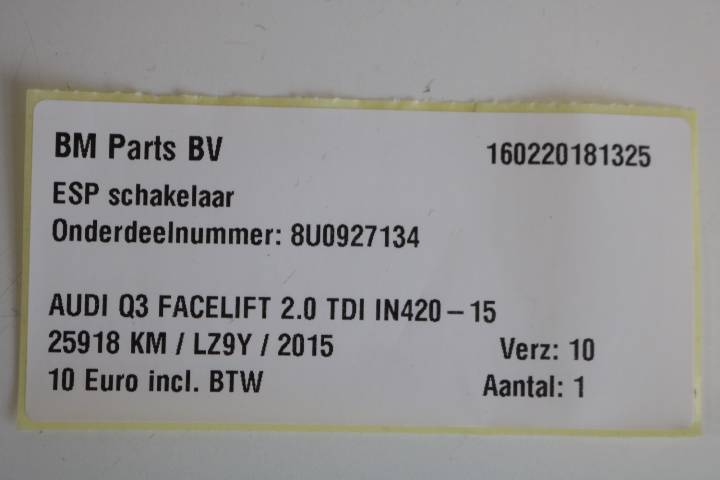 BM Parts BV 160220181325
ESP schakelaar
Onderdeelnummer: 8U0927134
AUDI Q3 FACELIFT 2.0 TDI IN420 – 15
25918 KM / LZ9Y / 2015 Verz: 10
10 Euro incl. BTW Aantal: 1